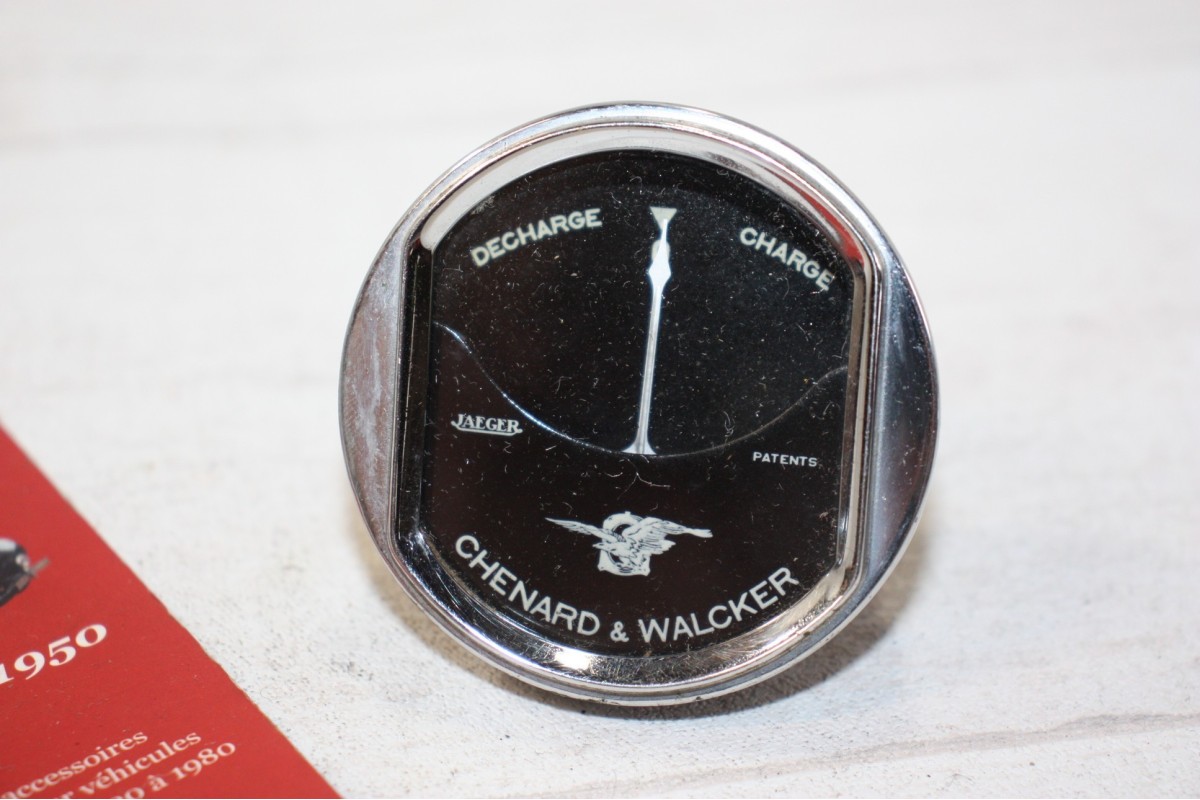 DECHARGE
CHARGE
JAEGER
PATENTS
CHENARD & WALCKER
1950
accessoires
véhicules
à 1980